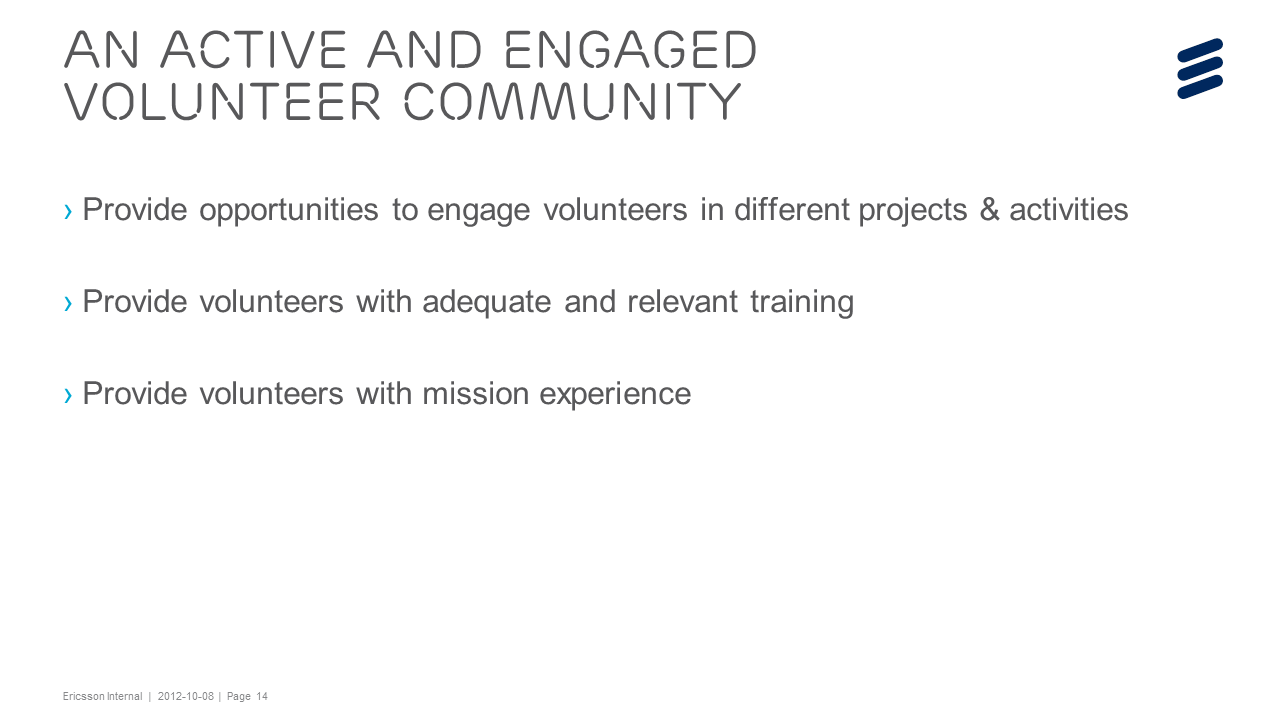 AN ACTIVE AND ENGAGED
VOLUNTEER COMMUNITY
› Provide opportunities to engage volunteers in different projects & activities
› Provide volunteers with adequate and relevant training
› Provide volunteers with mission experience
Ericsson Internal | 2012-10-08 | Page 14